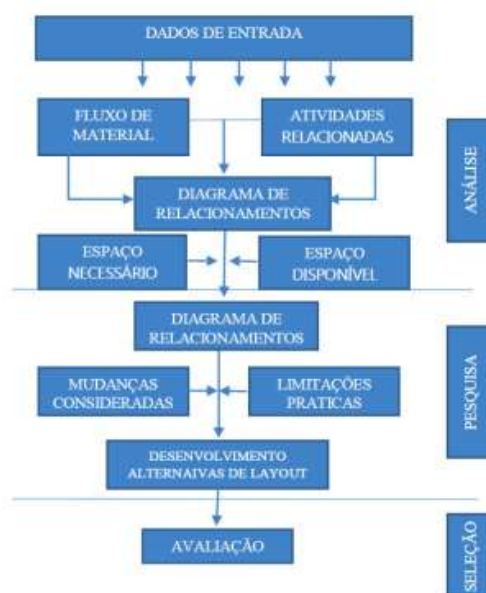 DADOS DE ENTRADA
FLUXO DE
MATERIAL
ATIVIDADES
RELACIONADAS
DIAGRAMA DE
RELACIONAMENTOS
ESPAÇO
NECESSÁRIO
ESPAÇO
DISPONÍVEL
ANÁLISE
DIAGRAMA DE
RELACIONAMENTOS
MUDANÇAS
CONSIDERADAS
LIMITAÇÕES
PRATICAS
DESENVOLVIMENTO
ALTERNAIVAS DE LAYOUT
PESQUISA
AVALIAÇÃO
SELEÇÃO